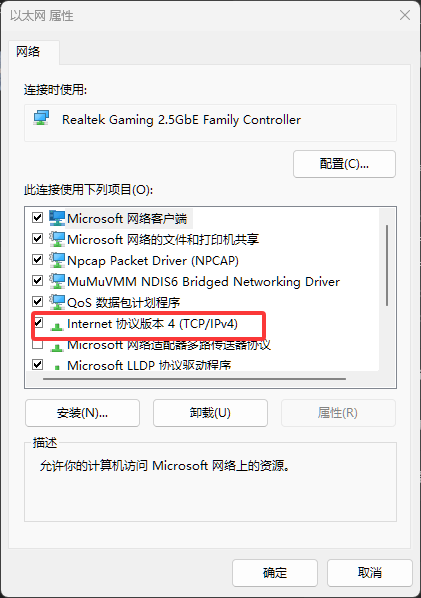 以太网 属性
网络
连接时使用:
Realtek Gaming 2.5GbE Family Controller
配置(C)...
此连接使用下列项目(O):
Microsoft 网络客户端
Microsoft 网络的文件和打印机共享
Npcap Packet Driver (NPCAP)
MuMuVMM NDIS6 Bridged Networking Driver
QoS 数据包计划程序
Internet 协议版本 4 (TCP/IPv4)
Microsoft 网络适配器多路传送器协议
Microsoft LLDP 协议驱动程序
安装(N)... 卸载(U) 属性(R)
描述
允许你的计算机访问 Microsoft 网络上的资源。
确定 取消